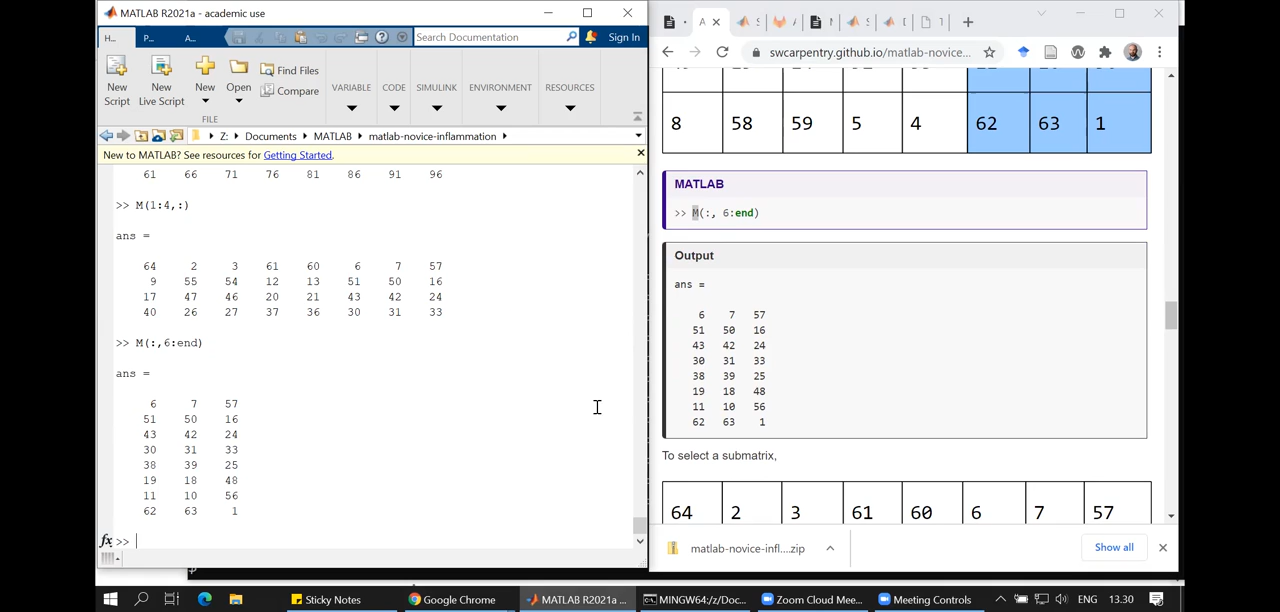 MATLAB R2021a - academic use
H...
P...
A...
Search Documentation
Sign In
New
Script
New
Live Script
New
Open
Find Files
Compare
VARIABLE
CODE
SIMULINK
ENVIRONMENT
RESOURCES
FILE
Z:
Documents
MATLAB
matlab-novice-inflammation
New to MATLAB? See resources for Getting Started.
61 66 71 76 81 86 91 96
>> M(1:4,:)
ans =
64 2 3 61 60 6 7 57
9 55 54 12 13 51 50 16
17 47 46 20 21 43 42 24
40 26 27 37 36 30 31 33
>> M(:,6:end)
ans =
6 7 57
51 50 16
43 42 24
30 31 33
38 39 25
19 18 48
11 10 56
62 63 1
fx >>
swcarpentry.github.io/matlab-novice...
8 58 59 5 4 62 63 1
MATLAB
>> M(:, 6:end)
Output
ans =
6 7 57
51 50 16
43 42 24
30 31 33
38 39 25
19 18 48
11 10 56
62 63 1
To select a submatrix,
64 2 3 61 60 6 7 57
matlab-novice-infl....zip
Show all
Sticky Notes
Google Chrome
MATLAB R2021a ...
MINGW64:/z/Doc...
Zoom Cloud Mee...
Meeting Controls
ENG
13.30